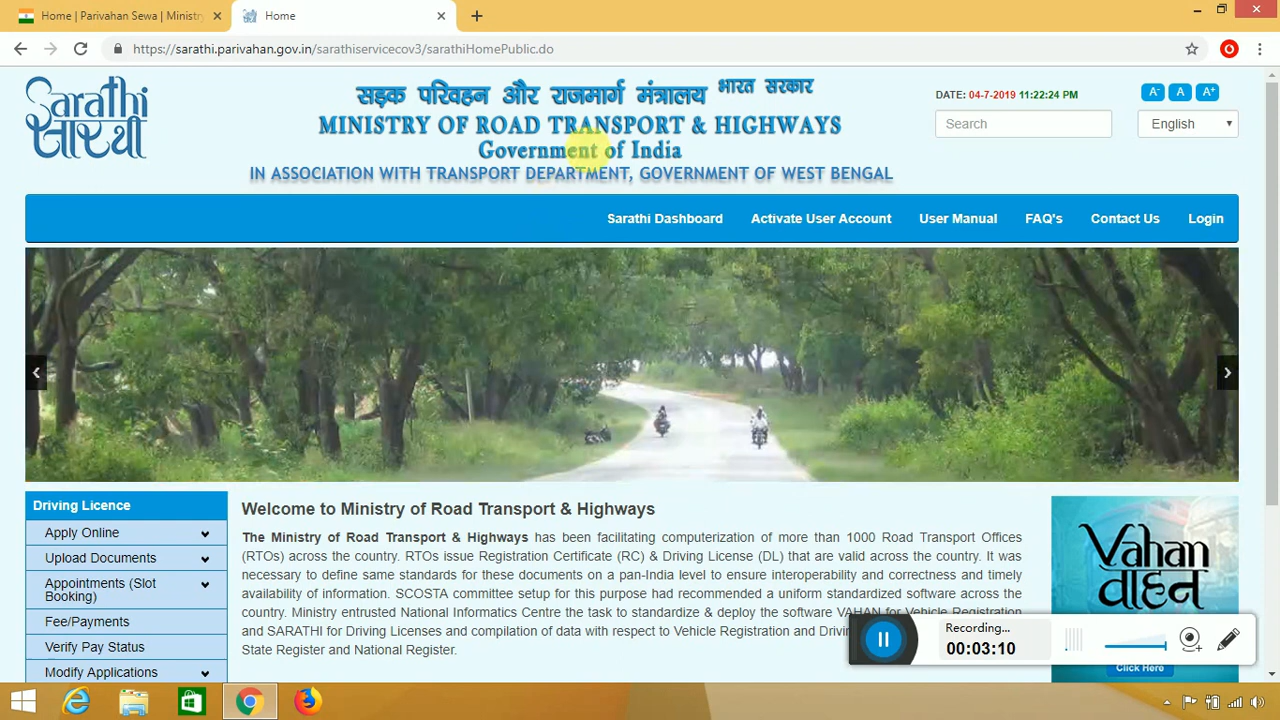 Home | Parivahan Sewa | Ministry
Home
https://sarathi.parivahan.gov.in/sarathiservicecov3/sarathiHomePublic.do
Sarathi
सारथी
सड़क परिवहन और राजमार्ग मंत्रालय भारत सरकार
MINISTRY OF ROAD TRANSPORT & HIGHWAYS
Government of India
IN ASSOCIATION WITH TRANSPORT DEPARTMENT, GOVERNMENT OF WEST BENGAL
DATE: 04-7-2019 11:22:24 PM
A- A A+
Search
English
Sarathi Dashboard Activate User Account User Manual FAQ's Contact Us Login
Driving Licence
Apply Online
Upload Documents
Appointments (Slot
Booking)
Fee/Payments
Verify Pay Status
Modify Applications
Welcome to Ministry of Road Transport & Highways
The Ministry of Road Transport & Highways has been facilitating computerization of more than 1000 Road Transport Offices
(RTOs) across the country. RTOs issue Registration Certificate (RC) & Driving License (DL) that are valid across the country. It was
necessary to define same standards for these documents on a pan-India level to ensure interoperability and correctness and timely
availability of information. SCOSTA committee setup for this purpose had recommended a uniform standardized software across the
country. Ministry entrusted National Informatics Centre the task to standardize & deploy the software VAHAN for Vehicle Registration
and SARATHI for Driving Licenses and compilation of data with respect to Vehicle Registration and
State Register and National Register.
Vahan
वाहन
Click Here
Recording...
00:03:10